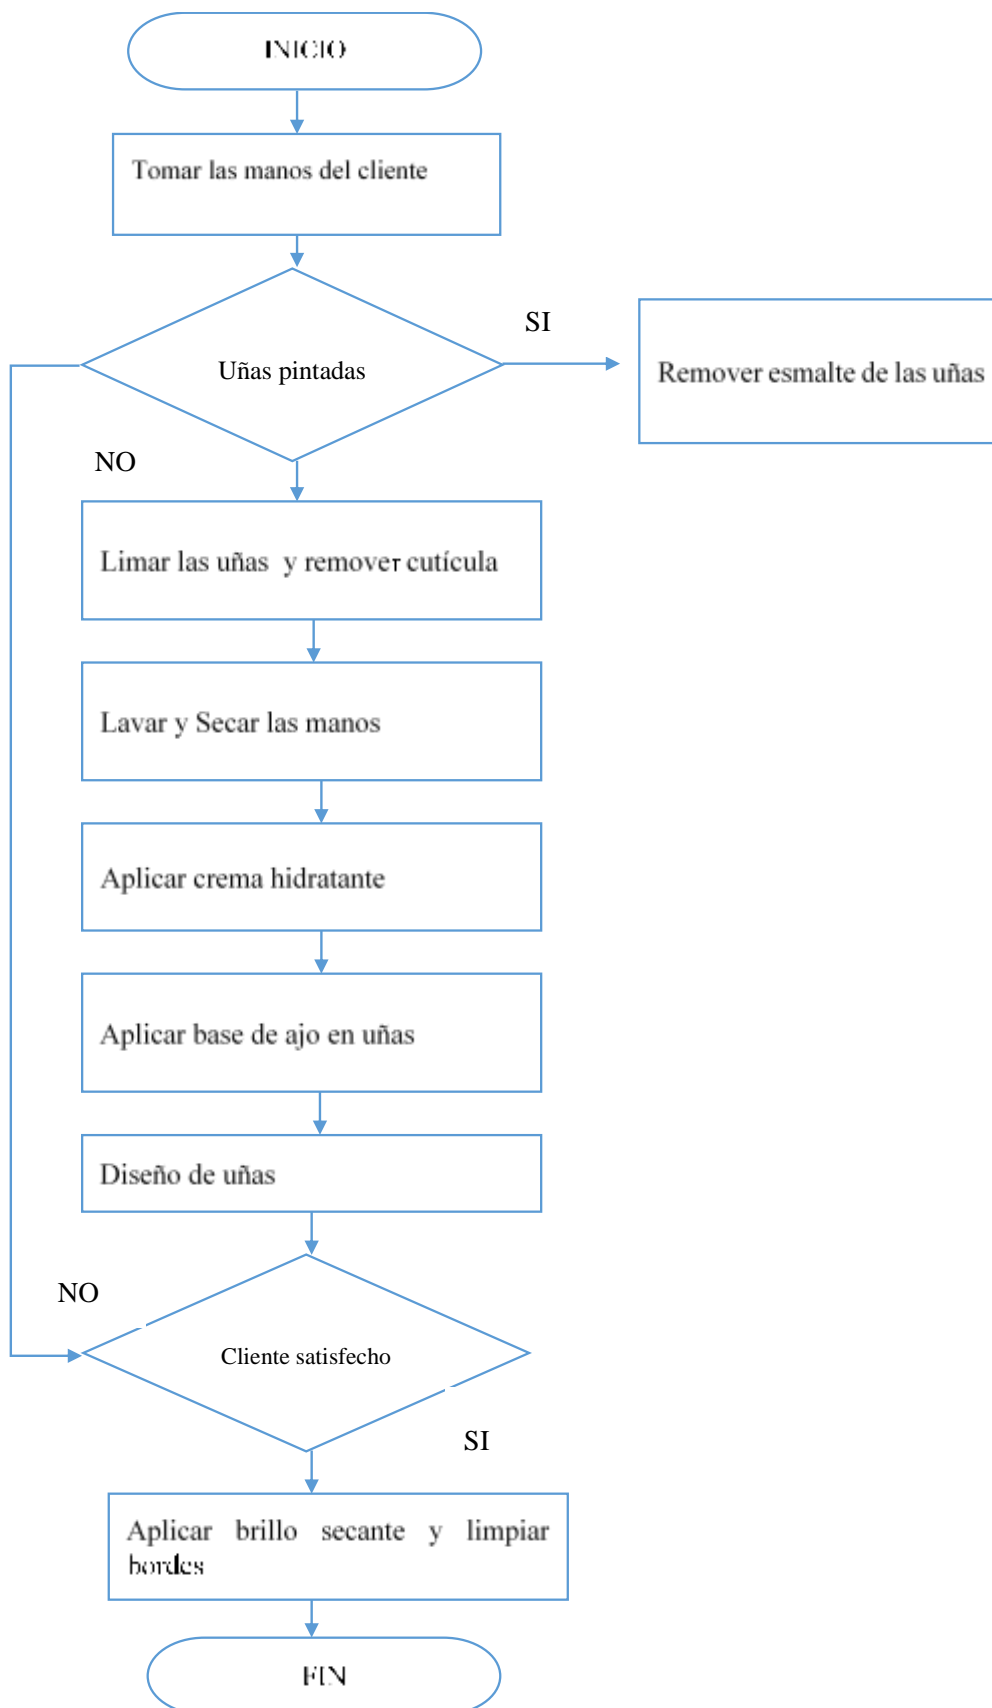 INICIO
Tomar las manos del cliente
SI
Uñas pintadas
Remover esmalte de las uñas
NO
Limar las uñas y remover cutícula
Lavar y Secar las manos
Aplicar crema hidratante
Aplicar base de ajo en uñas
Diseño de uñas
NO
Cliente satisfecho
SI
Aplicar brillo secante y limpiar
bordes
FIN